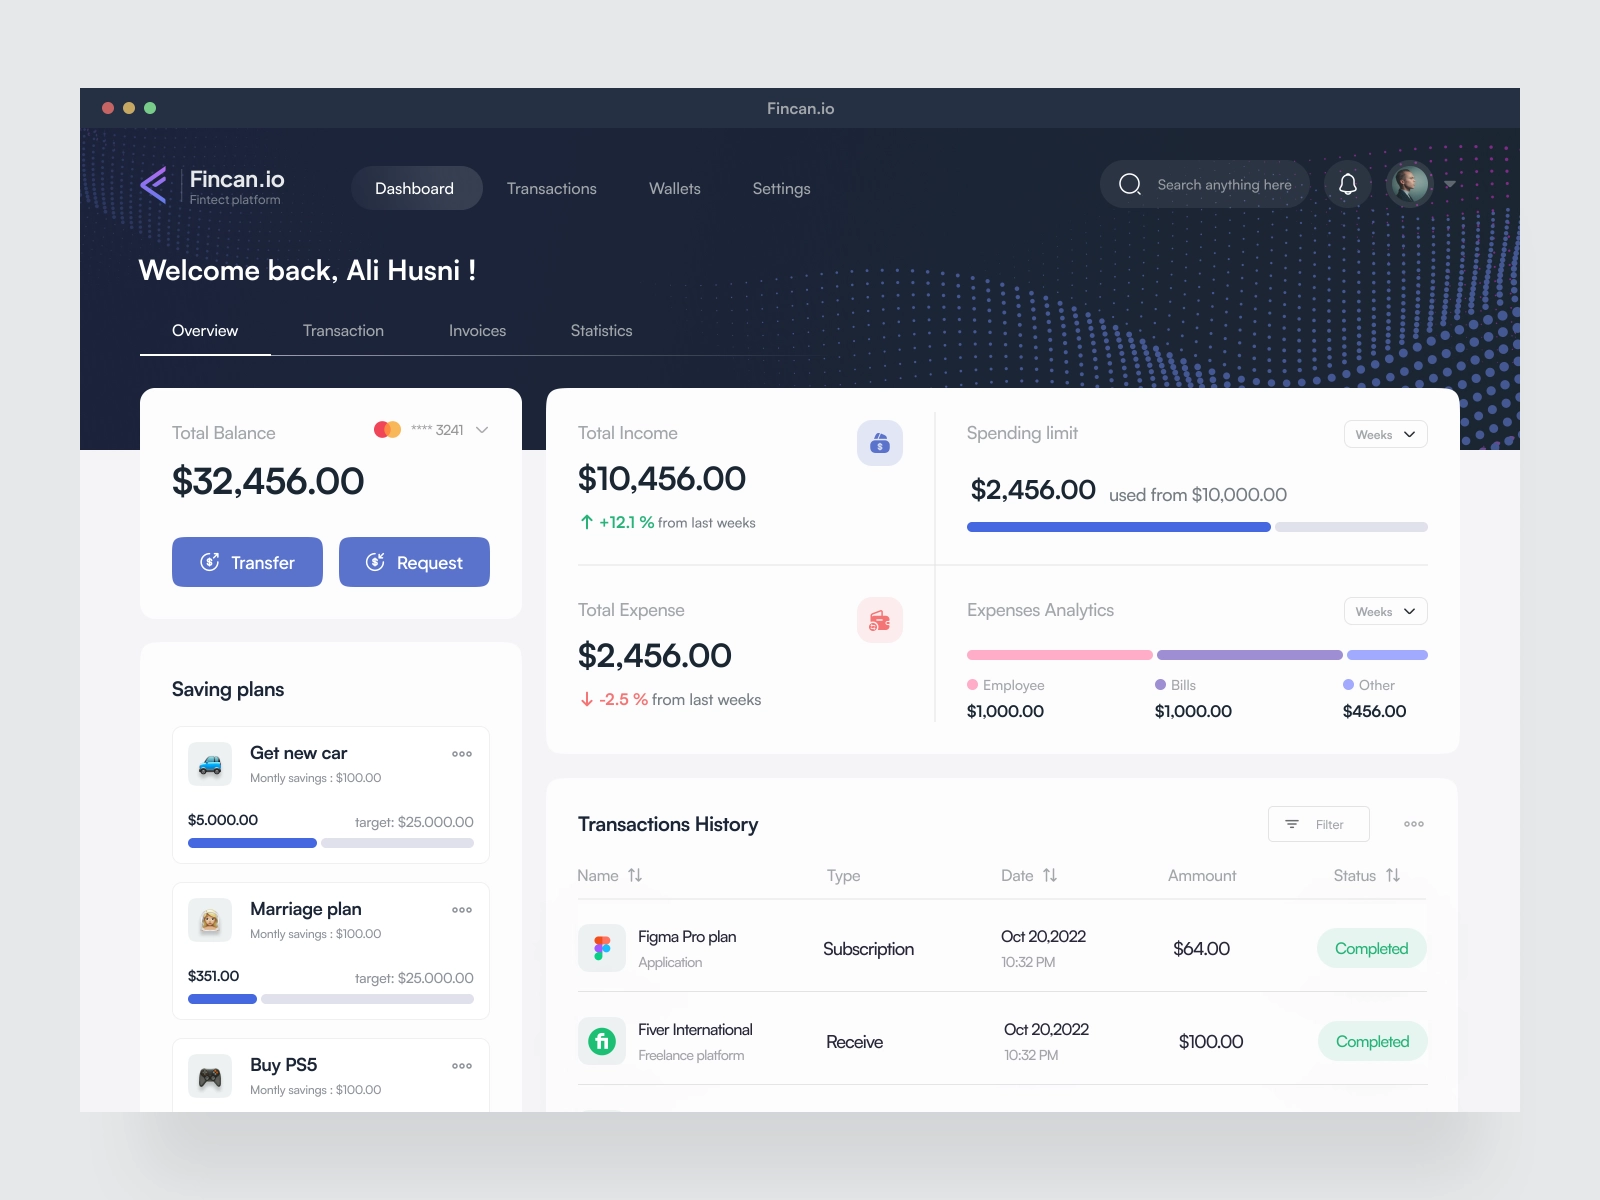 Fincan.io
Fincan.io
Fintect platform
Dashboard
Transactions
Wallets
Settings
Search anything here
Welcome back, Ali Husni !
Overview
Transaction
Invoices
Statistics
Total Balance
**** 3241
$32,456.00
Transfer
Request
Total Income
$10,456.00
+12.1 % from last weeks
Spending limit
Weeks
$2,456.00 used from $10,000.00
Total Expense
$2,456.00
-2.5 % from last weeks
Expenses Analytics
Weeks
Employee
$1,000.00
Bills
$1,000.00
Other
$456.00
Saving plans
Get new car
Montly savings : $100.00
$5.000.00
target: $25.000.00
Marriage plan
Montly savings : $100.00
$351.00
target: $25.000.00
Buy PS5
Montly savings : $100.00
Transactions History
Filter
Name
Type
Date
Ammount
Status
Figma Pro plan
Application
Subscription
Oct 20,2022
10:32 PM
$64.00
Completed
Fiver International
Freelance platform
Receive
Oct 20,2022
10:32 PM
$100.00
Completed